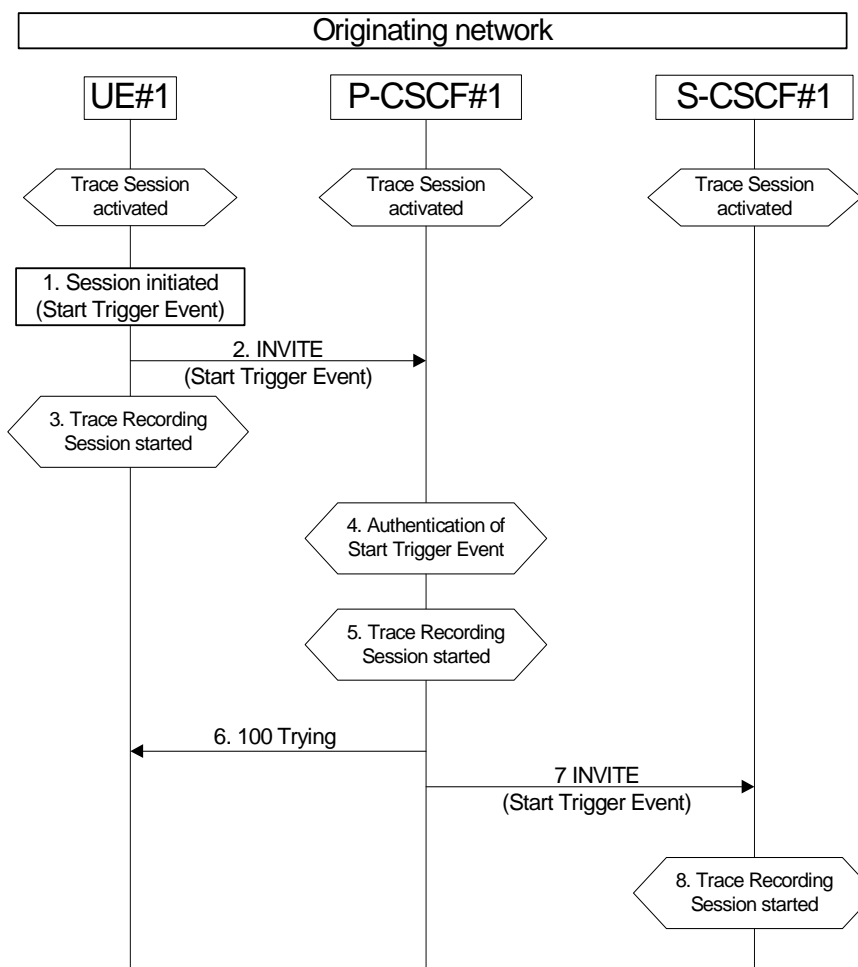 Originating network
UE#1
P-CSCF#1
S-CSCF#1
Trace Session
activated
Trace Session
activated
Trace Session
activated
1. Session initiated
(Start Trigger Event)
2. INVITE
(Start Trigger Event)
3. Trace Recording
Session started
4. Authentication of
Start Trigger Event
5. Trace Recording
Session started
6. 100 Trying
7 INVITE
(Start Trigger Event)
8. Trace Recording
Session started